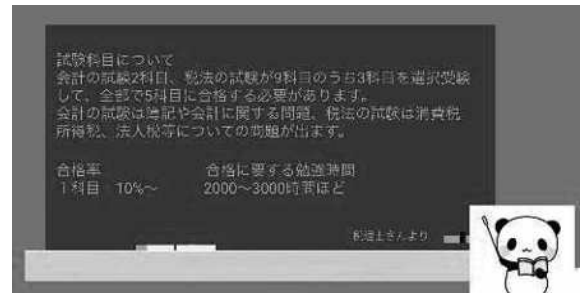 試験科目について
会計の試験2科目、税法の試験が9科目のうち3科目を選択受験
して、全部で5科目に合格する必要があります。
会計の試験は簿記や会計に関する問題、税法の試験は消費税
所得税、法人税等についての問題が出ます。
合格率 合格に要する勉強時間
1科目 10%~ 2000~3000時間ほど
税理士さんより